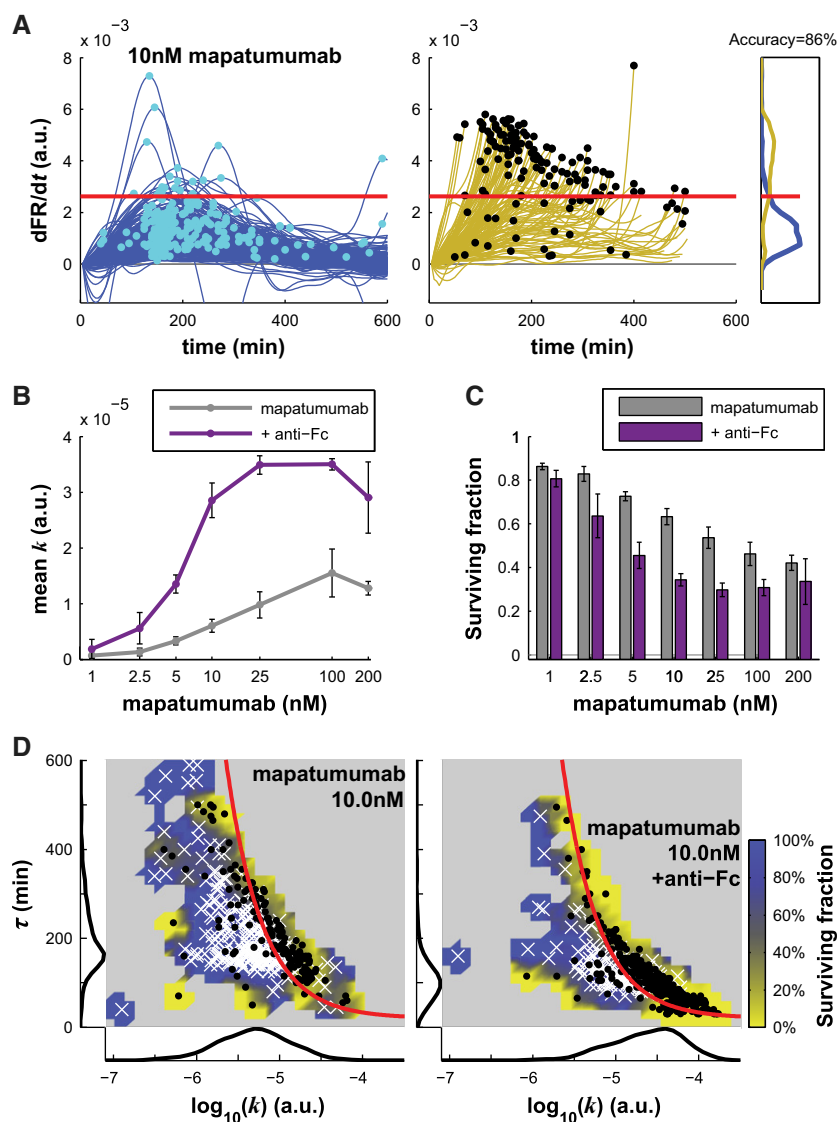 A
× 10⁻³
8
10nM mapatumumab
6
4
2
0
dFR/dt (a.u.)
0 200 400 600
time (min)
× 10⁻³
8
6
4
2
0
0 200 400 600
time (min)
Accuracy=86%
B
× 10⁻⁵
mapatumumab
+ anti−Fc
4
3
2
1
0
mean k (a.u.)
1 2.5 5 10 25 100 200
mapatumumab (nM)
C
mapatumumab
+ anti−Fc
1
0.8
0.6
0.4
0.2
0
Surviving fraction
1 2.5 5 10 25 100 200
mapatumumab (nM)
D
600
500
400
300
200
100
0
τ (min)
mapatumumab
10.0nM
−7 −6 −5 −4
log₁₀(k) (a.u.)
mapatumumab
10.0nM
+anti−Fc
−7 −6 −5 −4
log₁₀(k) (a.u.)
100%
80%
60%
40%
20%
0%
Surviving fraction